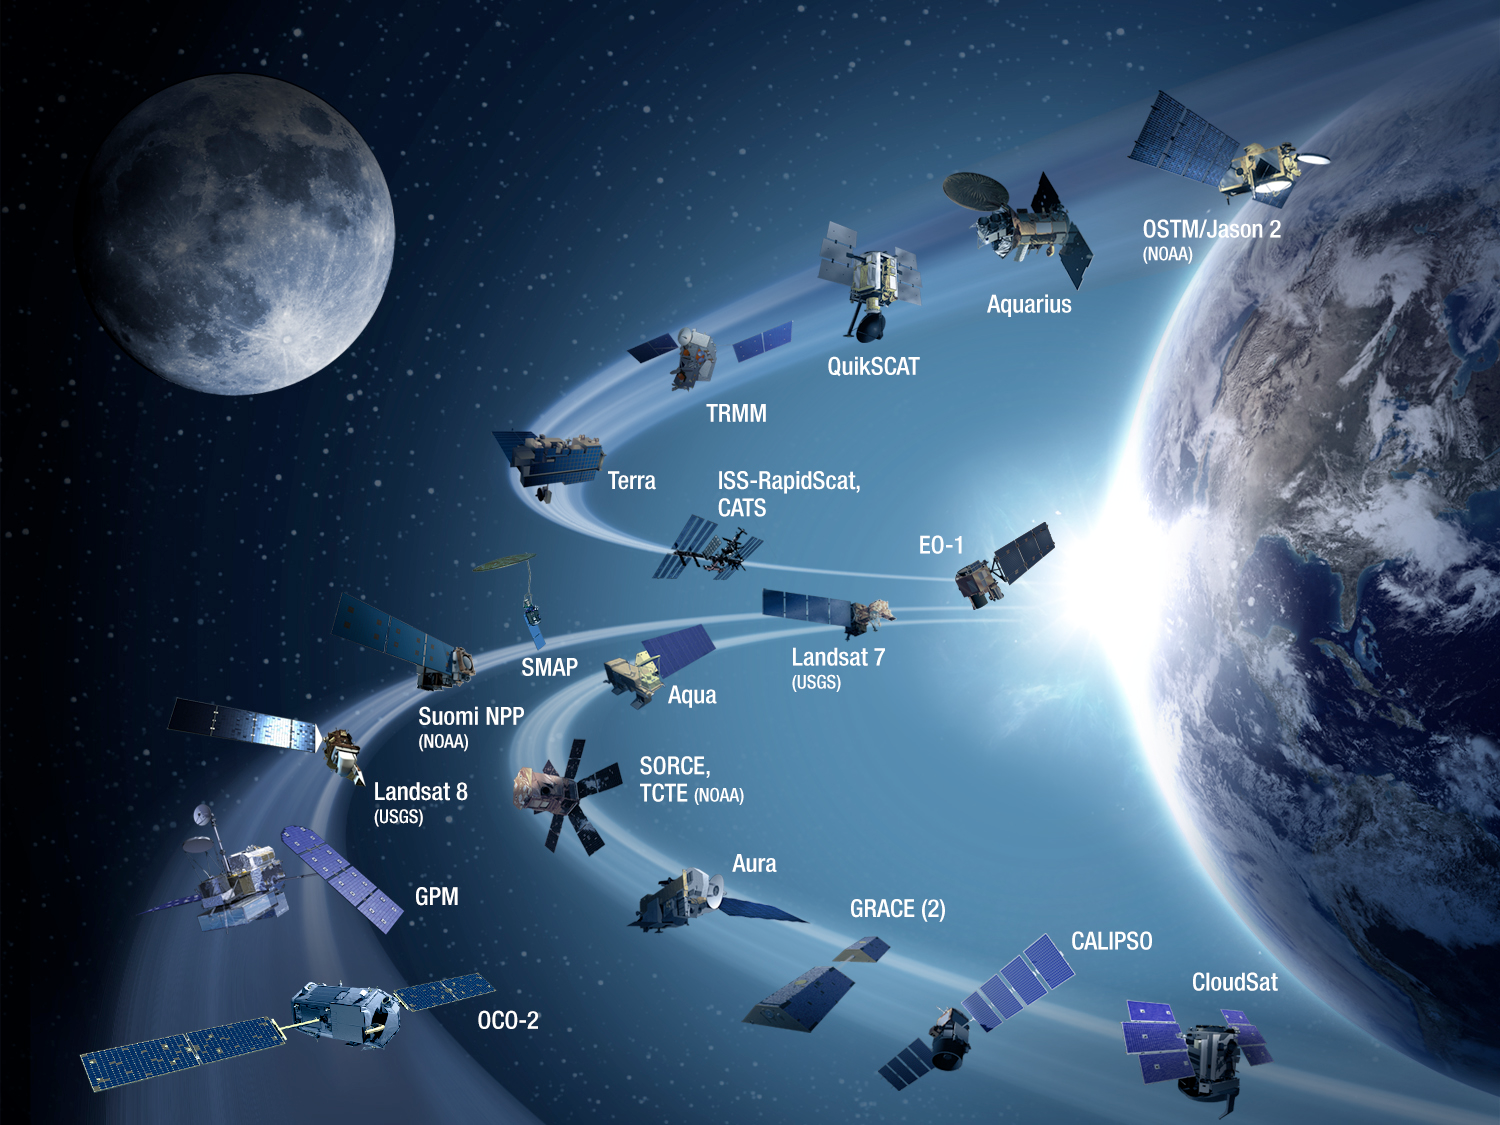 OSTM/Jason 2
(NOAA)
Aquarius
QuikSCAT
TRMM
Terra
ISS-RapidScat,
CATS
EO-1
Landsat 7
(USGS)
SMAP
Aqua
Suomi NPP
(NOAA)
Landsat 8
(USGS)
SORCE,
TCTE (NOAA)
Aura
GPM
GRACE (2)
CALIPSO
CloudSat
OCO-2